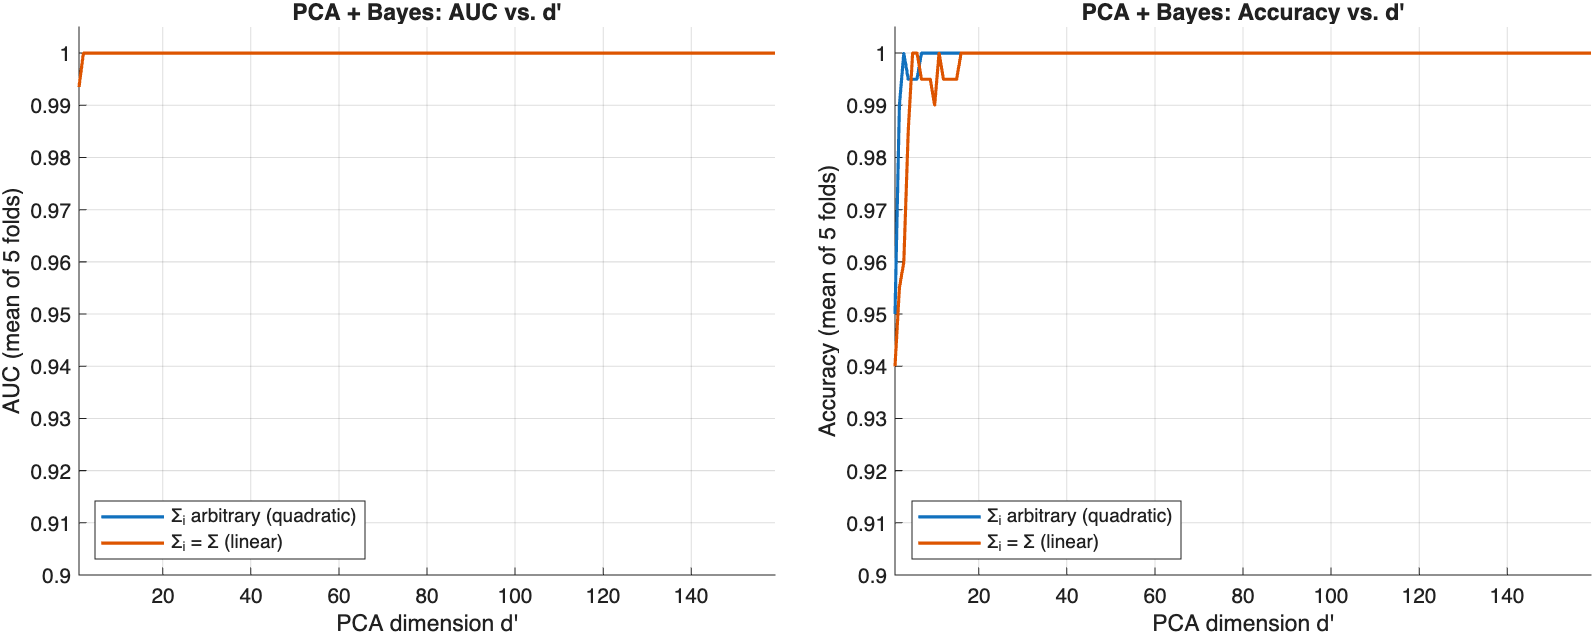 PCA + Bayes: AUC vs. d'
AUC (mean of 5 folds)
1
0.99
0.98
0.97
0.96
0.95
0.94
0.93
0.92
0.91
0.9
Σi arbitrary (quadratic)
Σi = Σ (linear)
20 40 60 80 100 120 140
PCA dimension d'
PCA + Bayes: Accuracy vs. d'
Accuracy (mean of 5 folds)
1
0.99
0.98
0.97
0.96
0.95
0.94
0.93
0.92
0.91
0.9
Σi arbitrary (quadratic)
Σi = Σ (linear)
20 40 60 80 100 120 140
PCA dimension d'